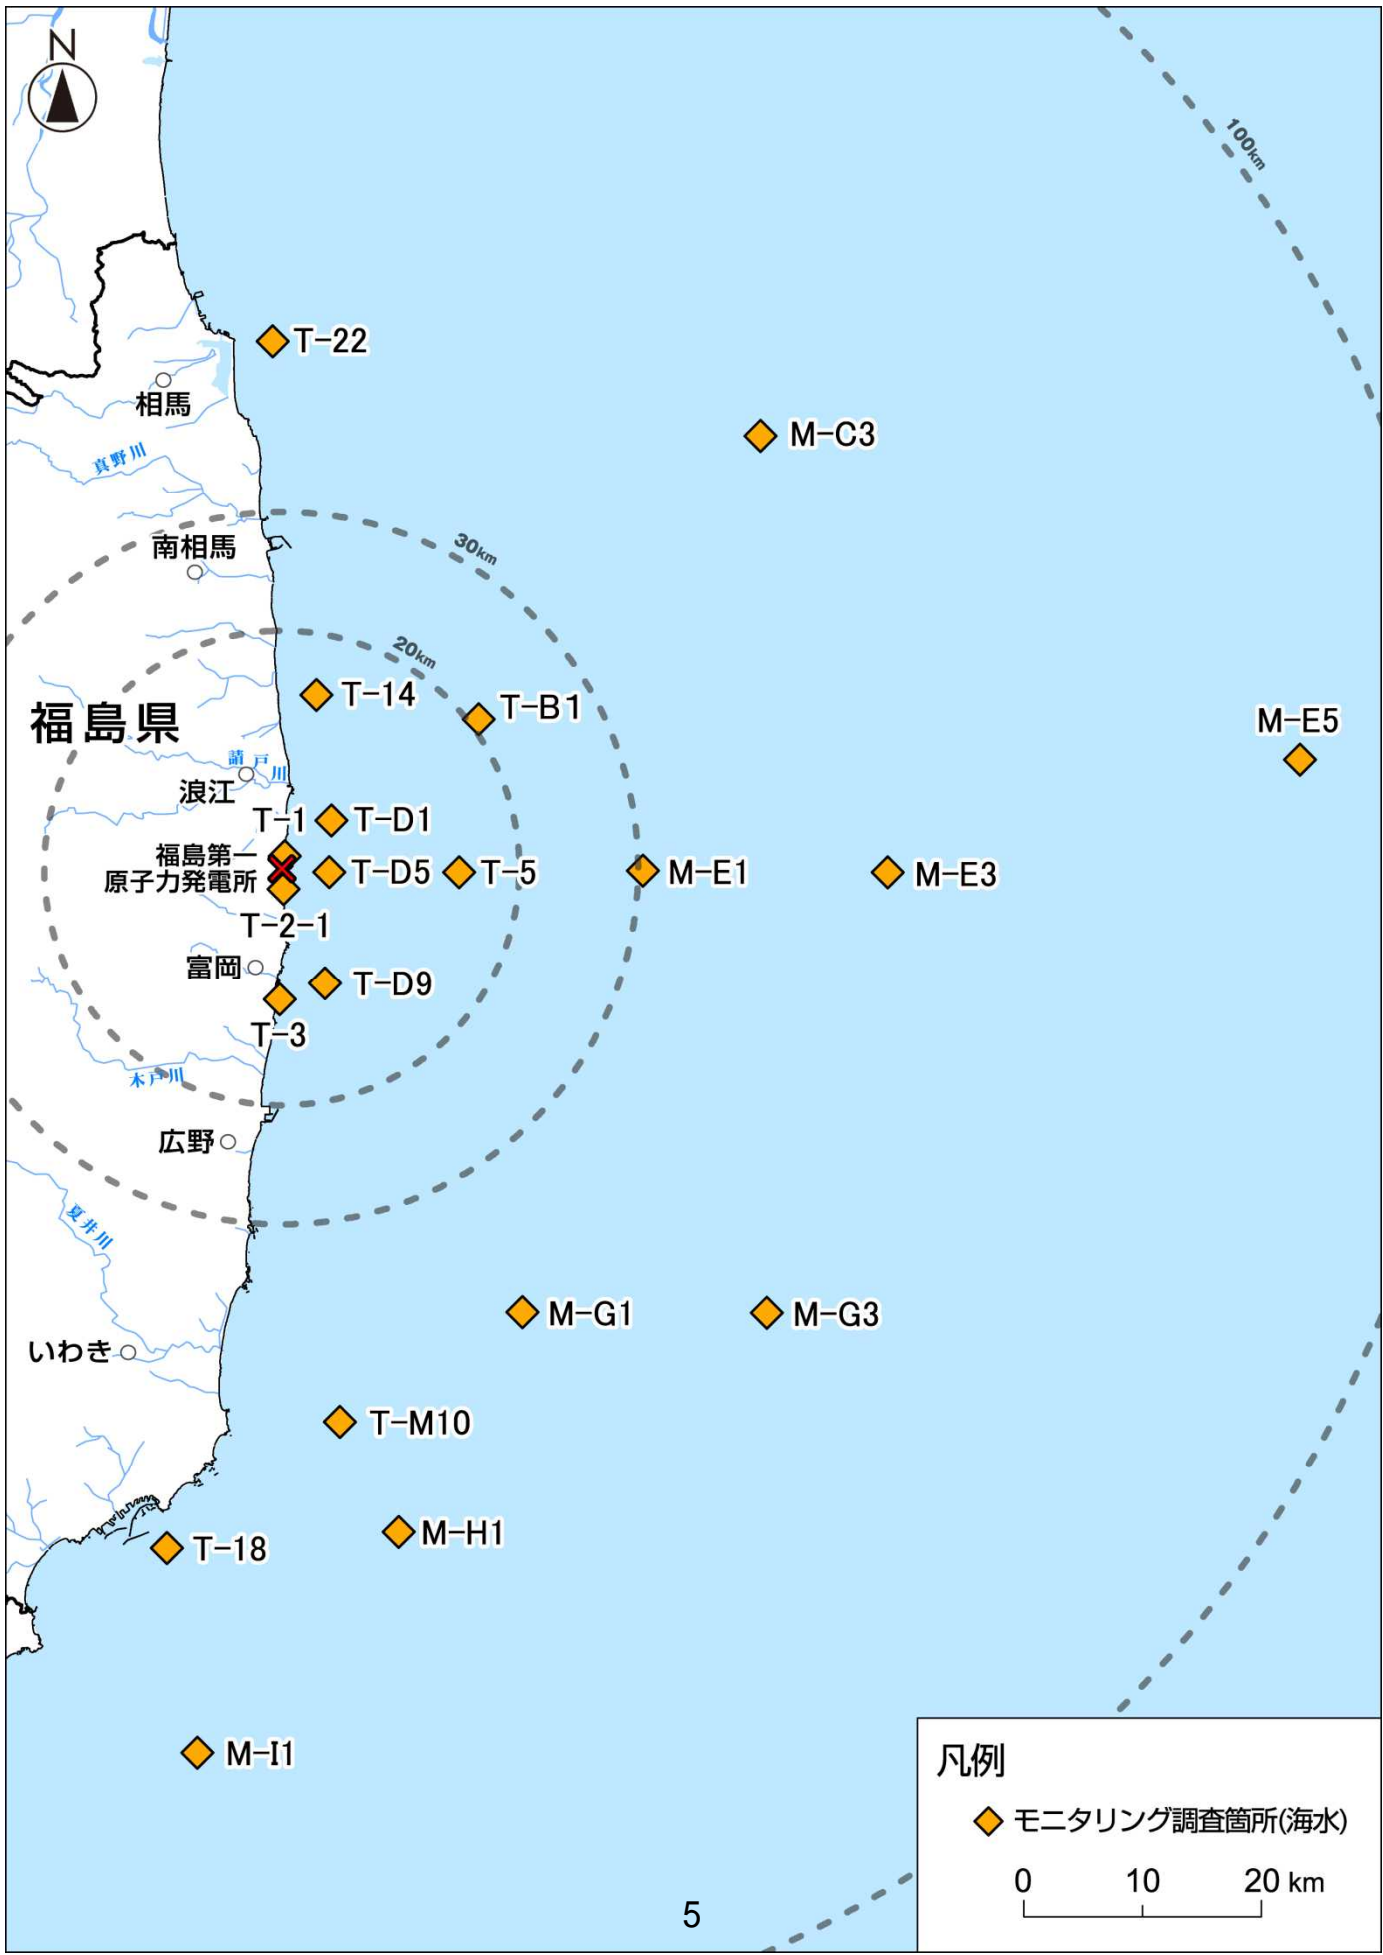 N
100km
T-22
相馬
M-C3
真野川
30km
南相馬
20km
T-14
T-B1
福島県
M-E5
請戸川
浪江
T-1
T-D1
福島第一
原子力発電所
T-D5
T-5
M-E1
M-E3
T-2-1
富岡
T-D9
T-3
木戸川
広野
夏井川
M-G1
M-G3
いわき
T-M10
M-H1
T-18
M-I1
凡例
モニタリング調査箇所(海水)
0 10 20 km
5